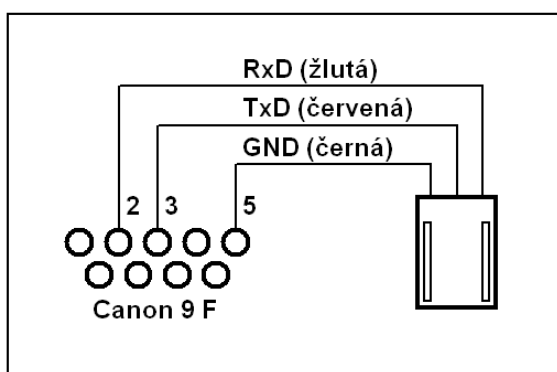 RxD (žlutá)
TxD (červená)
GND (černá)
2 3 5
Canon 9 F